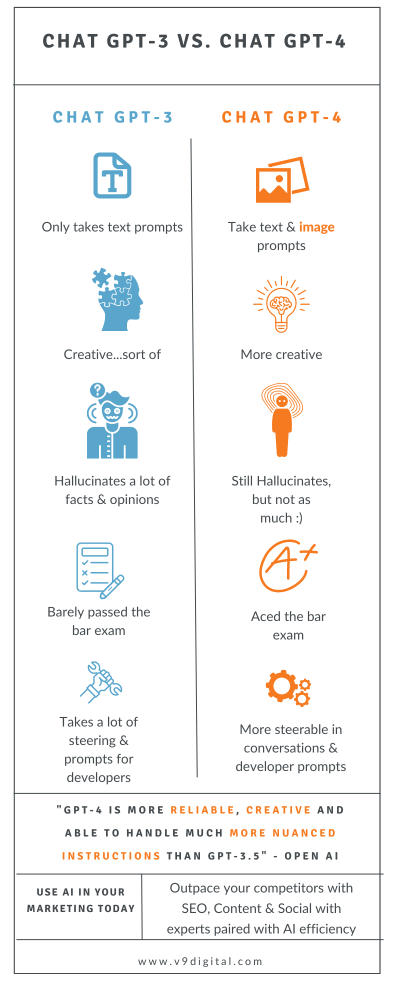 CHAT GPT-3 VS. CHAT GPT-4
CHAT GPT-3
CHAT GPT-4
T
Only takes text prompts
Take text & image
prompts
Creative...sort of
More creative
?
Hallucinates a lot of
facts & opinions
Still Hallucinates,
but not as
much :)
A+
Barely passed the
bar exam
Aced the bar
exam
Takes a lot of
steering &
prompts for
developers
More steerable in
conversations &
developer prompts
"GPT-4 IS MORE RELIABLE, CREATIVE AND
ABLE TO HANDLE MUCH MORE NUANCED
INSTRUCTIONS THAN GPT-3.5" - OPEN AI
USE AI IN YOUR
MARKETING TODAY
Outpace your competitors with
SEO, Content & Social with
experts paired with AI efficiency
www.v9digital.com